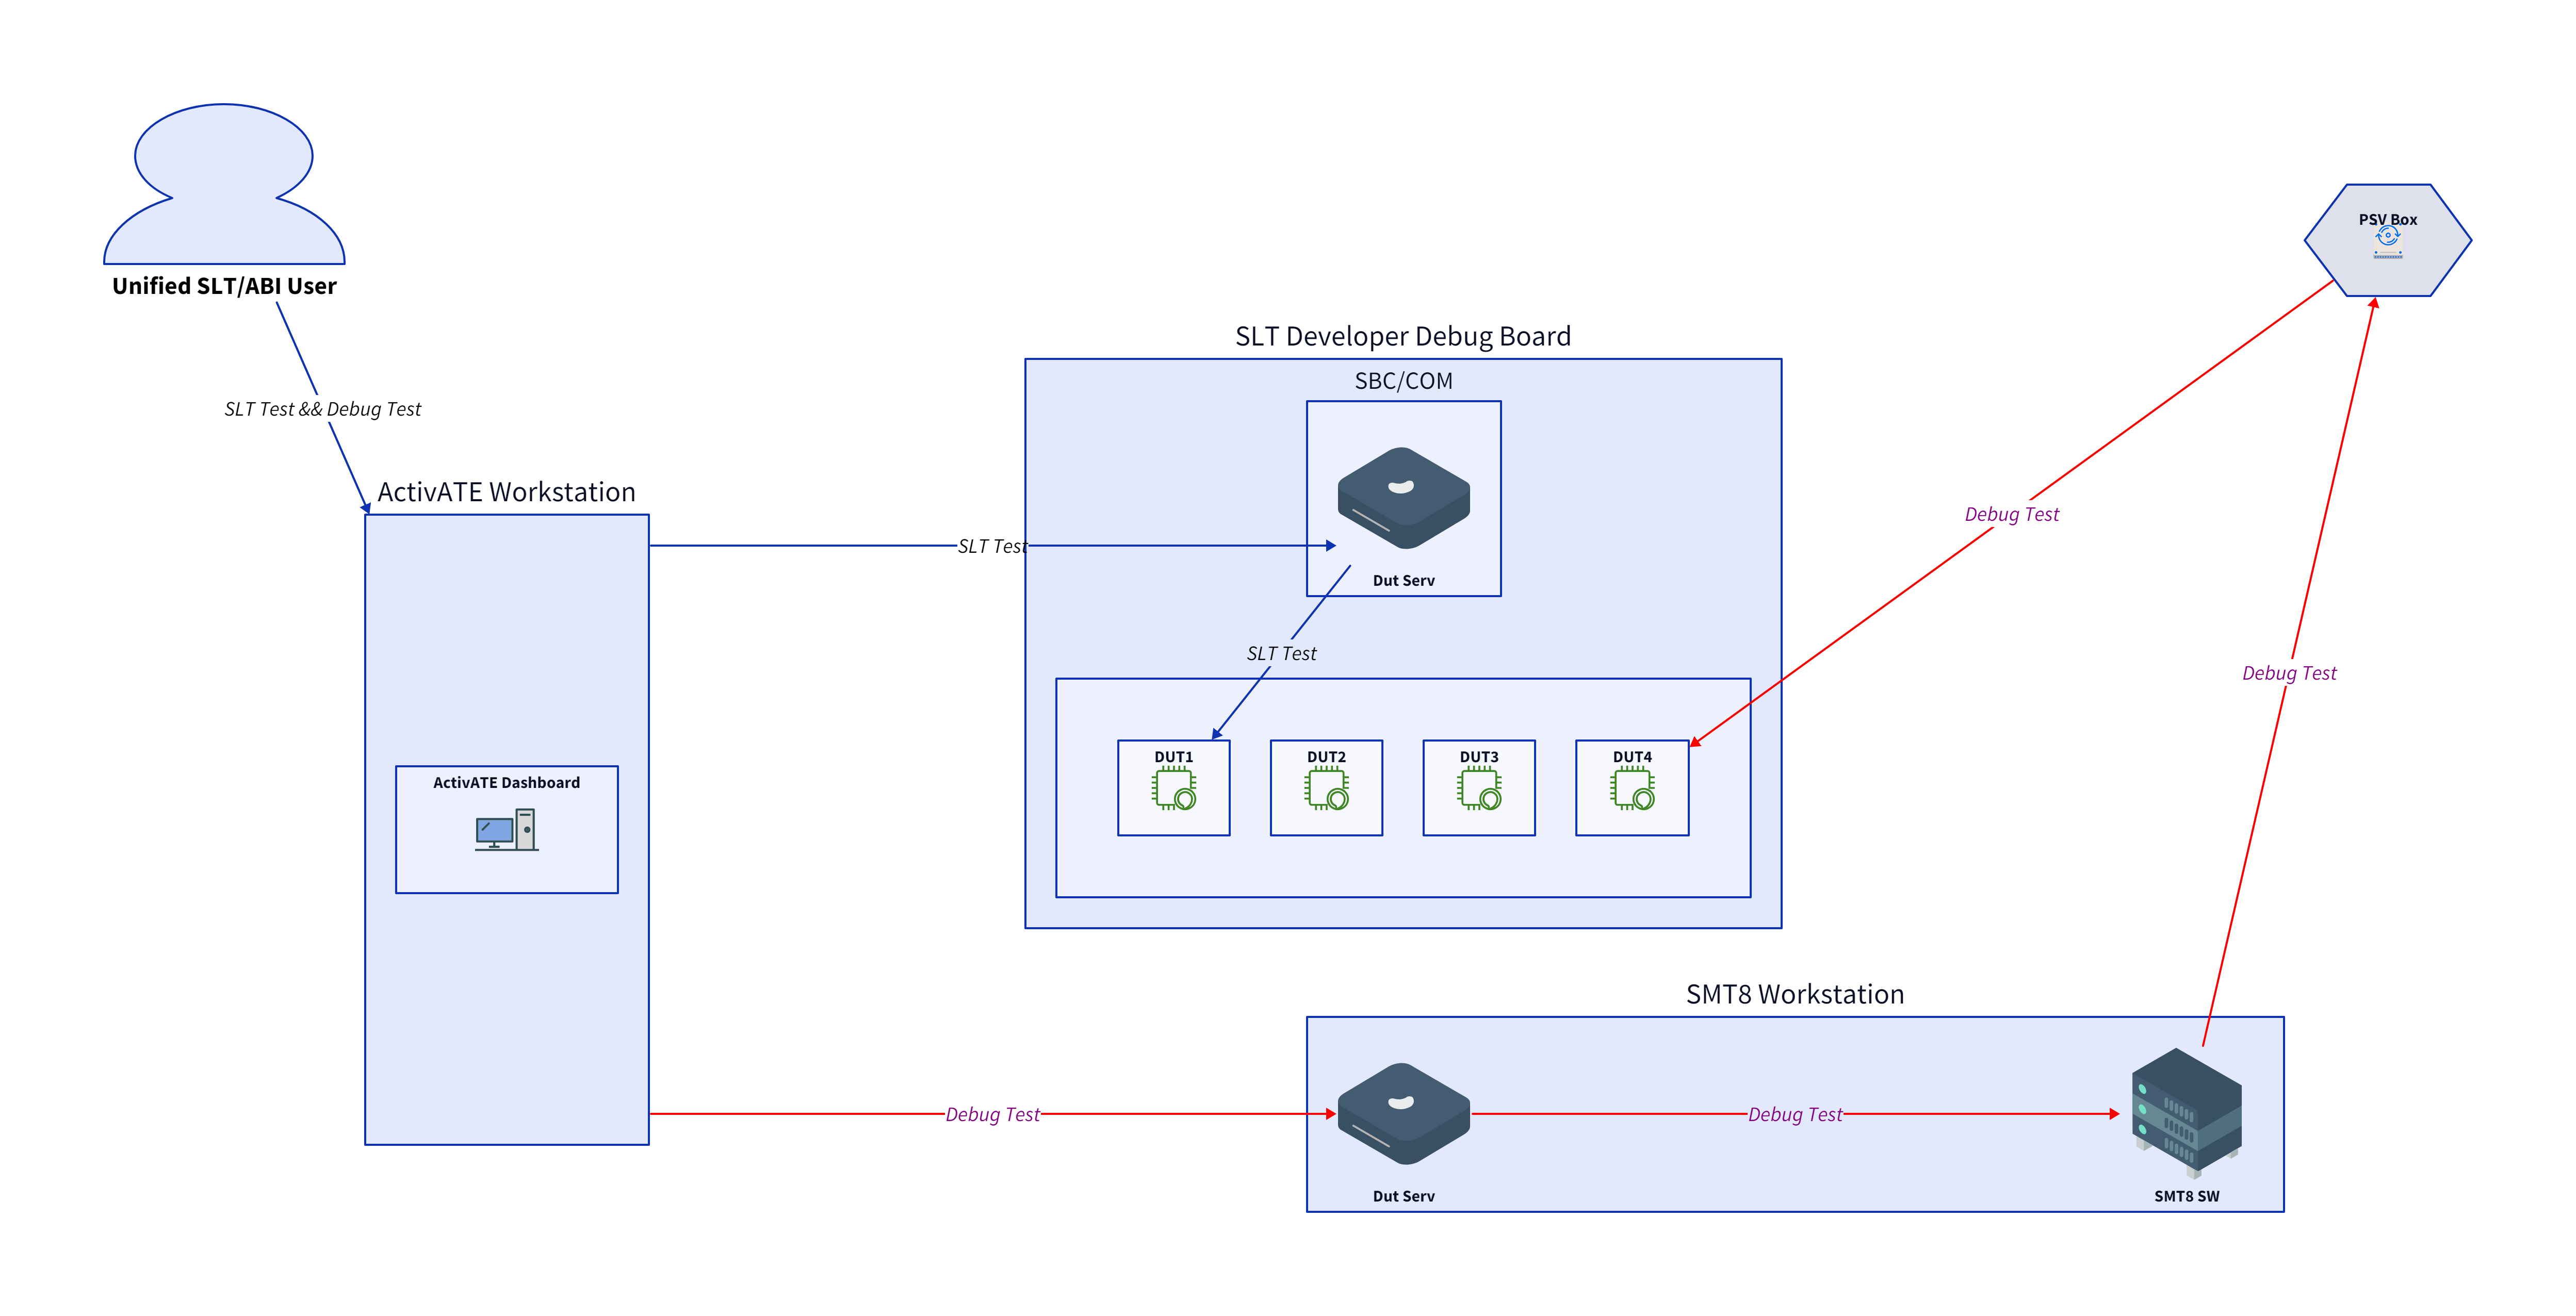 Unified SLT/ABI User
SLT Test && Debug Test
PSV Box
SLT Developer Debug Board
SBC/COM
Dut Serv
ActivATE Workstation
SLT Test
SLT Test
Debug Test
Debug Test
DUT1
DUT2
DUT3
DUT4
ActivATE Dashboard
SMT8 Workstation
Debug Test
Debug Test
Dut Serv
SMT8 SW